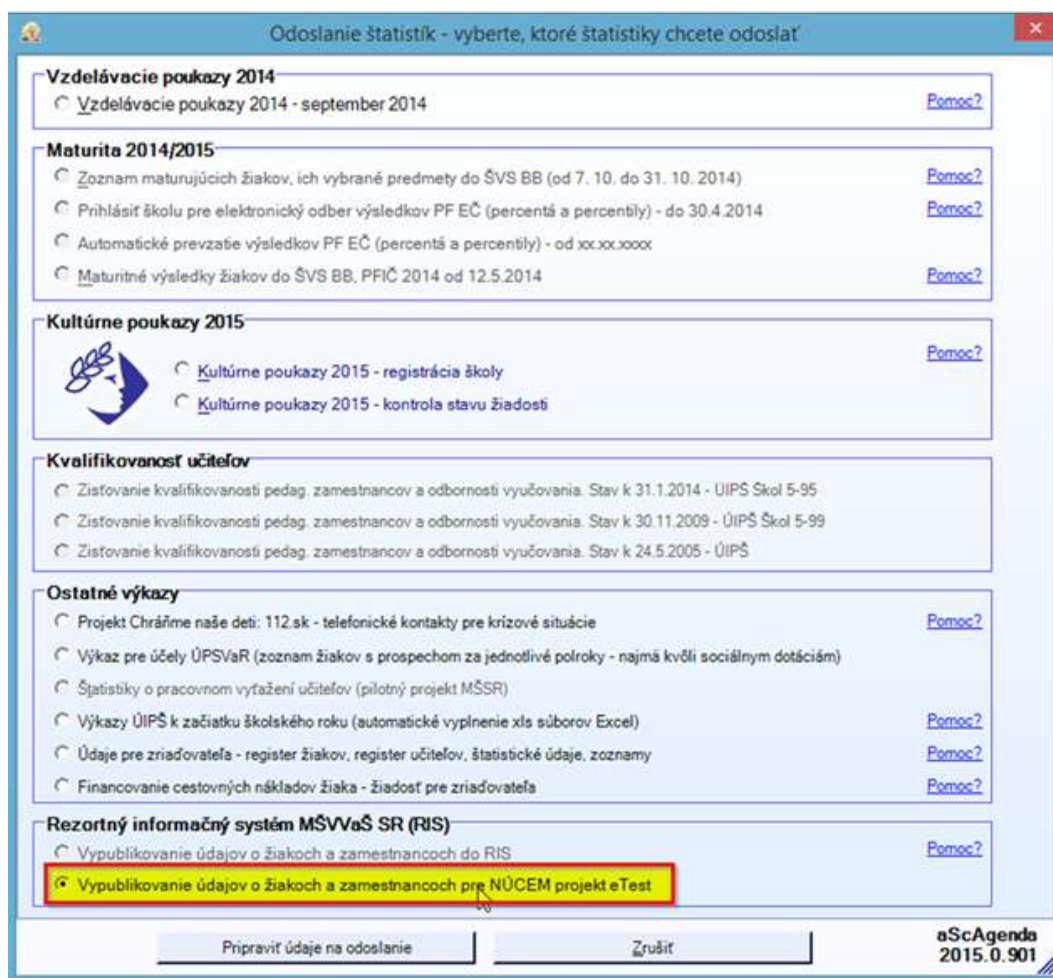 Odoslanie štatistík - vyberte, ktoré štatistiky chcete odoslať
Vzdelávacie poukazy 2014
Vzdelávacie poukazy 2014 - september 2014 Pomoc?
Maturita 2014/2015
Zoznam maturujúcich žiakov, ich vybrané predmety do ŠVS BB (od 7. 10. do 31. 10. 2014) Pomoc?
Prihlásiť školu pre elektronický odber výsledkov PF EČ (percentá a percentily) - do 30.4.2014 Pomoc?
Automatické prevzatie výsledkov PF EČ (percentá a percentily) - od xx.xx.xxxx
Maturitné výsledky žiakov do ŠVS BB, PFIČ 2014 od 12.5.2014 Pomoc?
Kultúrne poukazy 2015
Pomoc?
Kultúrne poukazy 2015 - registrácia školy
Kultúrne poukazy 2015 - kontrola stavu žiadosti
Kvalifikovanosť učiteľov
Zisťovanie kvalifikovanosti pedag. zamestnancov a odbornosti vyučovania. Stav k 31.1.2014 - ÚIPŠ Škol 5-95
Zisťovanie kvalifikovanosti pedag. zamestnancov a odbornosti vyučovania. Stav k 30.11.2009 - ÚIPŠ Škol 5-99
Zisťovanie kvalifikovanosti pedag. zamestnancov a odbornosti vyučovania. Stav k 24.5.2005 - ÚIPŠ
Ostatné výkazy
Projekt Chráňme naše deti: 112.sk - telefonické kontakty pre krízové situácie Pomoc?
Výkaz pre účely ÚPSVaR (zoznam žiakov s prospechom za jednotlivé polroky - najmä kvôli sociálnym dotáciám)
Štatistiky o pracovnom vyťažení učiteľov (pilotný projekt MŠSR)
Výkazy ÚIPŠ k začiatku školského roku (automatické vyplnenie xls súborov Excel) Pomoc?
Údaje pre zriaďovateľa - register žiakov, register učiteľov, štatistické údaje, zoznamy Pomoc?
Financovanie cestovných nákladov žiaka - žiadosť pre zriaďovateľa Pomoc?
Rezortný informačný systém MŠVVaŠ SR (RIS)
Vypublikovanie údajov o žiakoch a zamestnancoch do RIS Pomoc?
Vypublikovanie údajov o žiakoch a zamestnancoch pre NÚCEM projekt eTest
Pripraviť údaje na odoslanie Zrušiť aScAgenda
2015.0.901